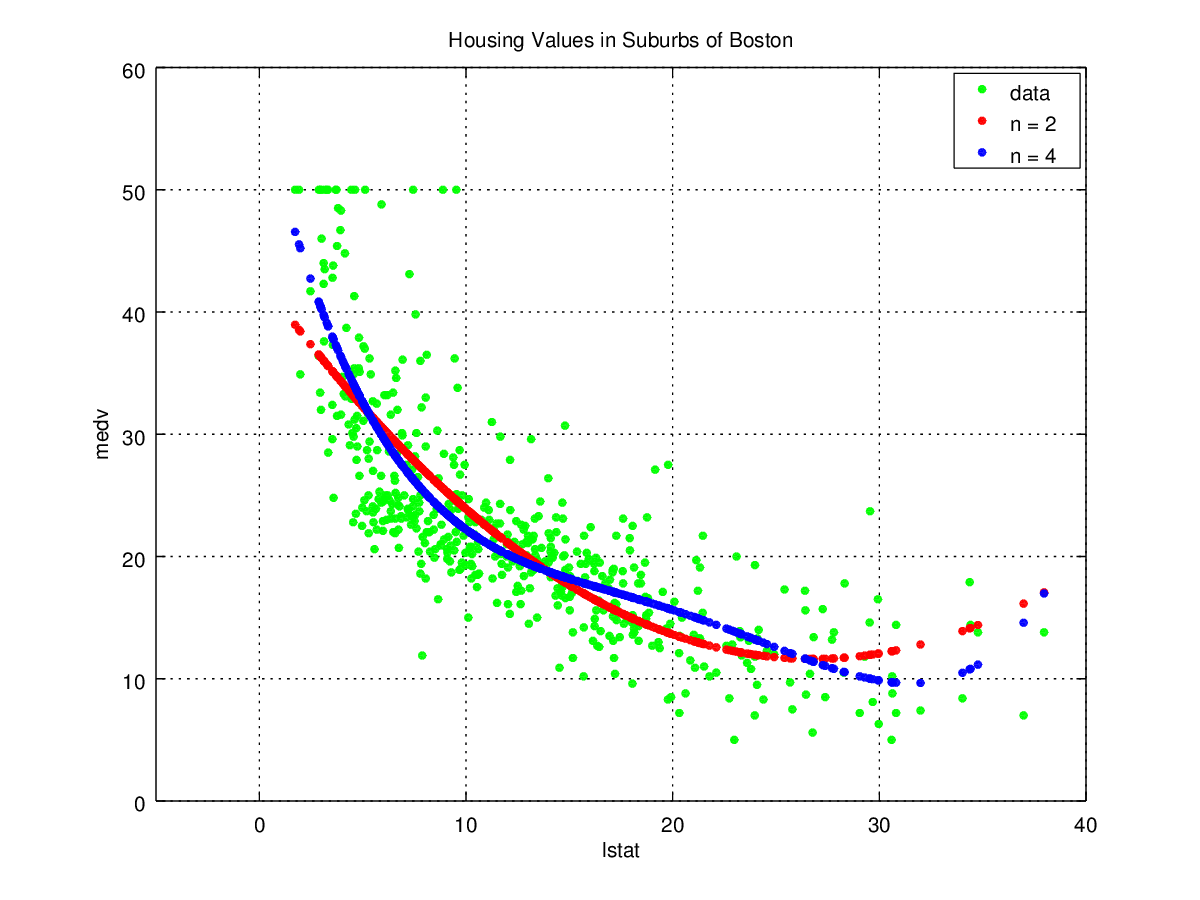 Housing Values in Suburbs of Boston
60
50
40
30
20
10
0
medv
data
n = 2
n = 4
0 10 20 30 40
lstat